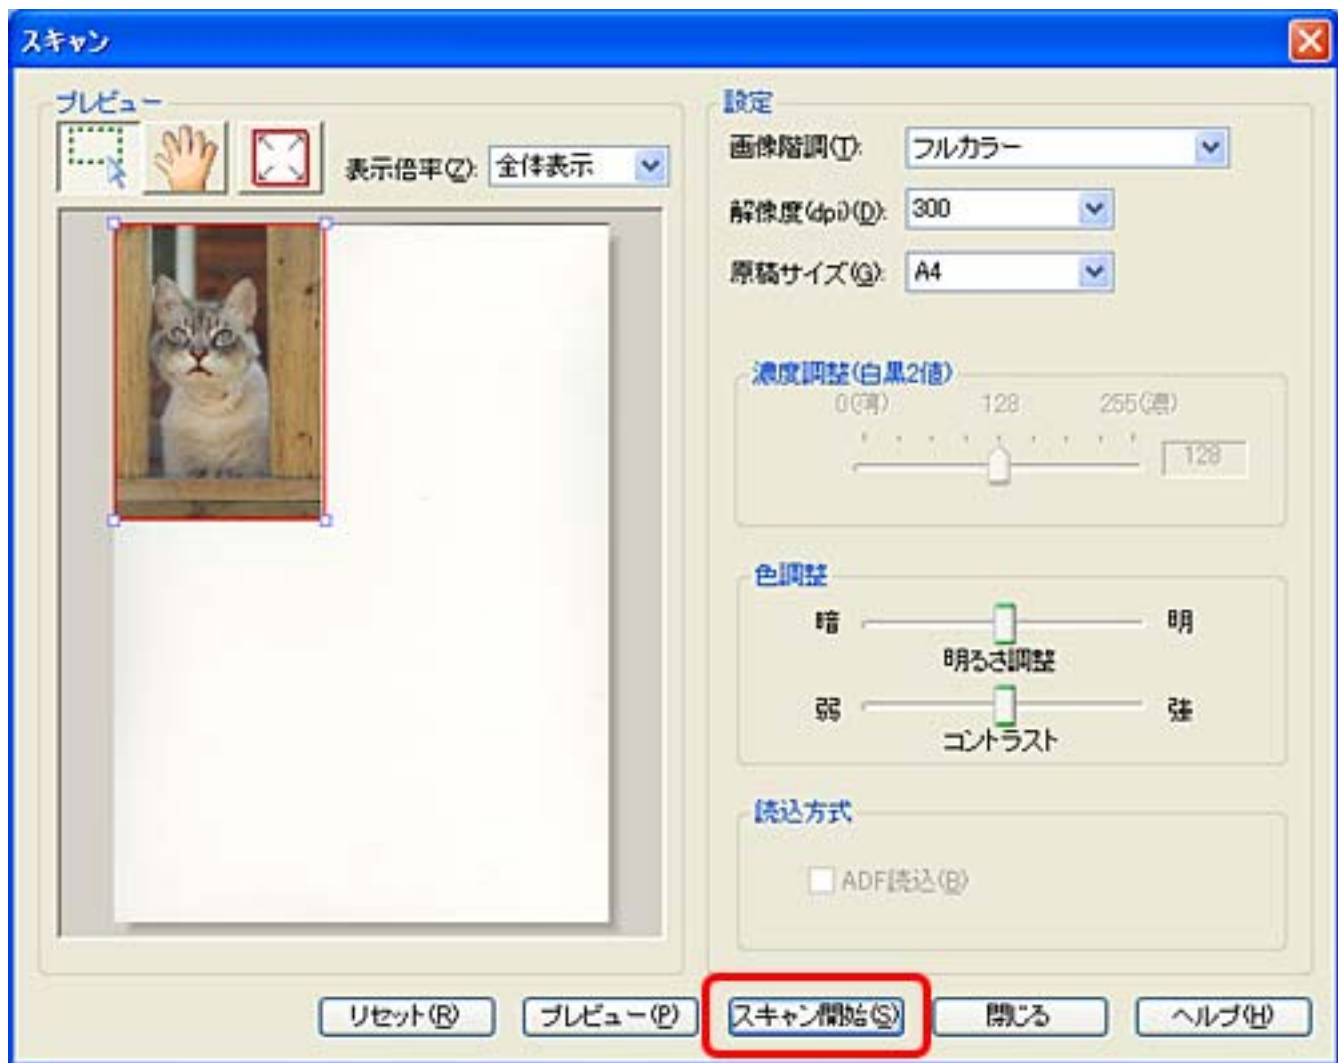 スキャン
プレビュー
表示倍率(Z): 全体表示
設定
画像階調(T): フルカラー
解像度(dpi)(D): 300
原稿サイズ(G): A4
濃度調整(白黒2値)
0(薄) 128 255(濃)
128
色調整
暗 明
明るさ調整
弱 強
コントラスト
読込方式
ADF読込(B)
リセット(R) プレビュー(P) スキャン開始(S) 閉じる ヘルプ(H)